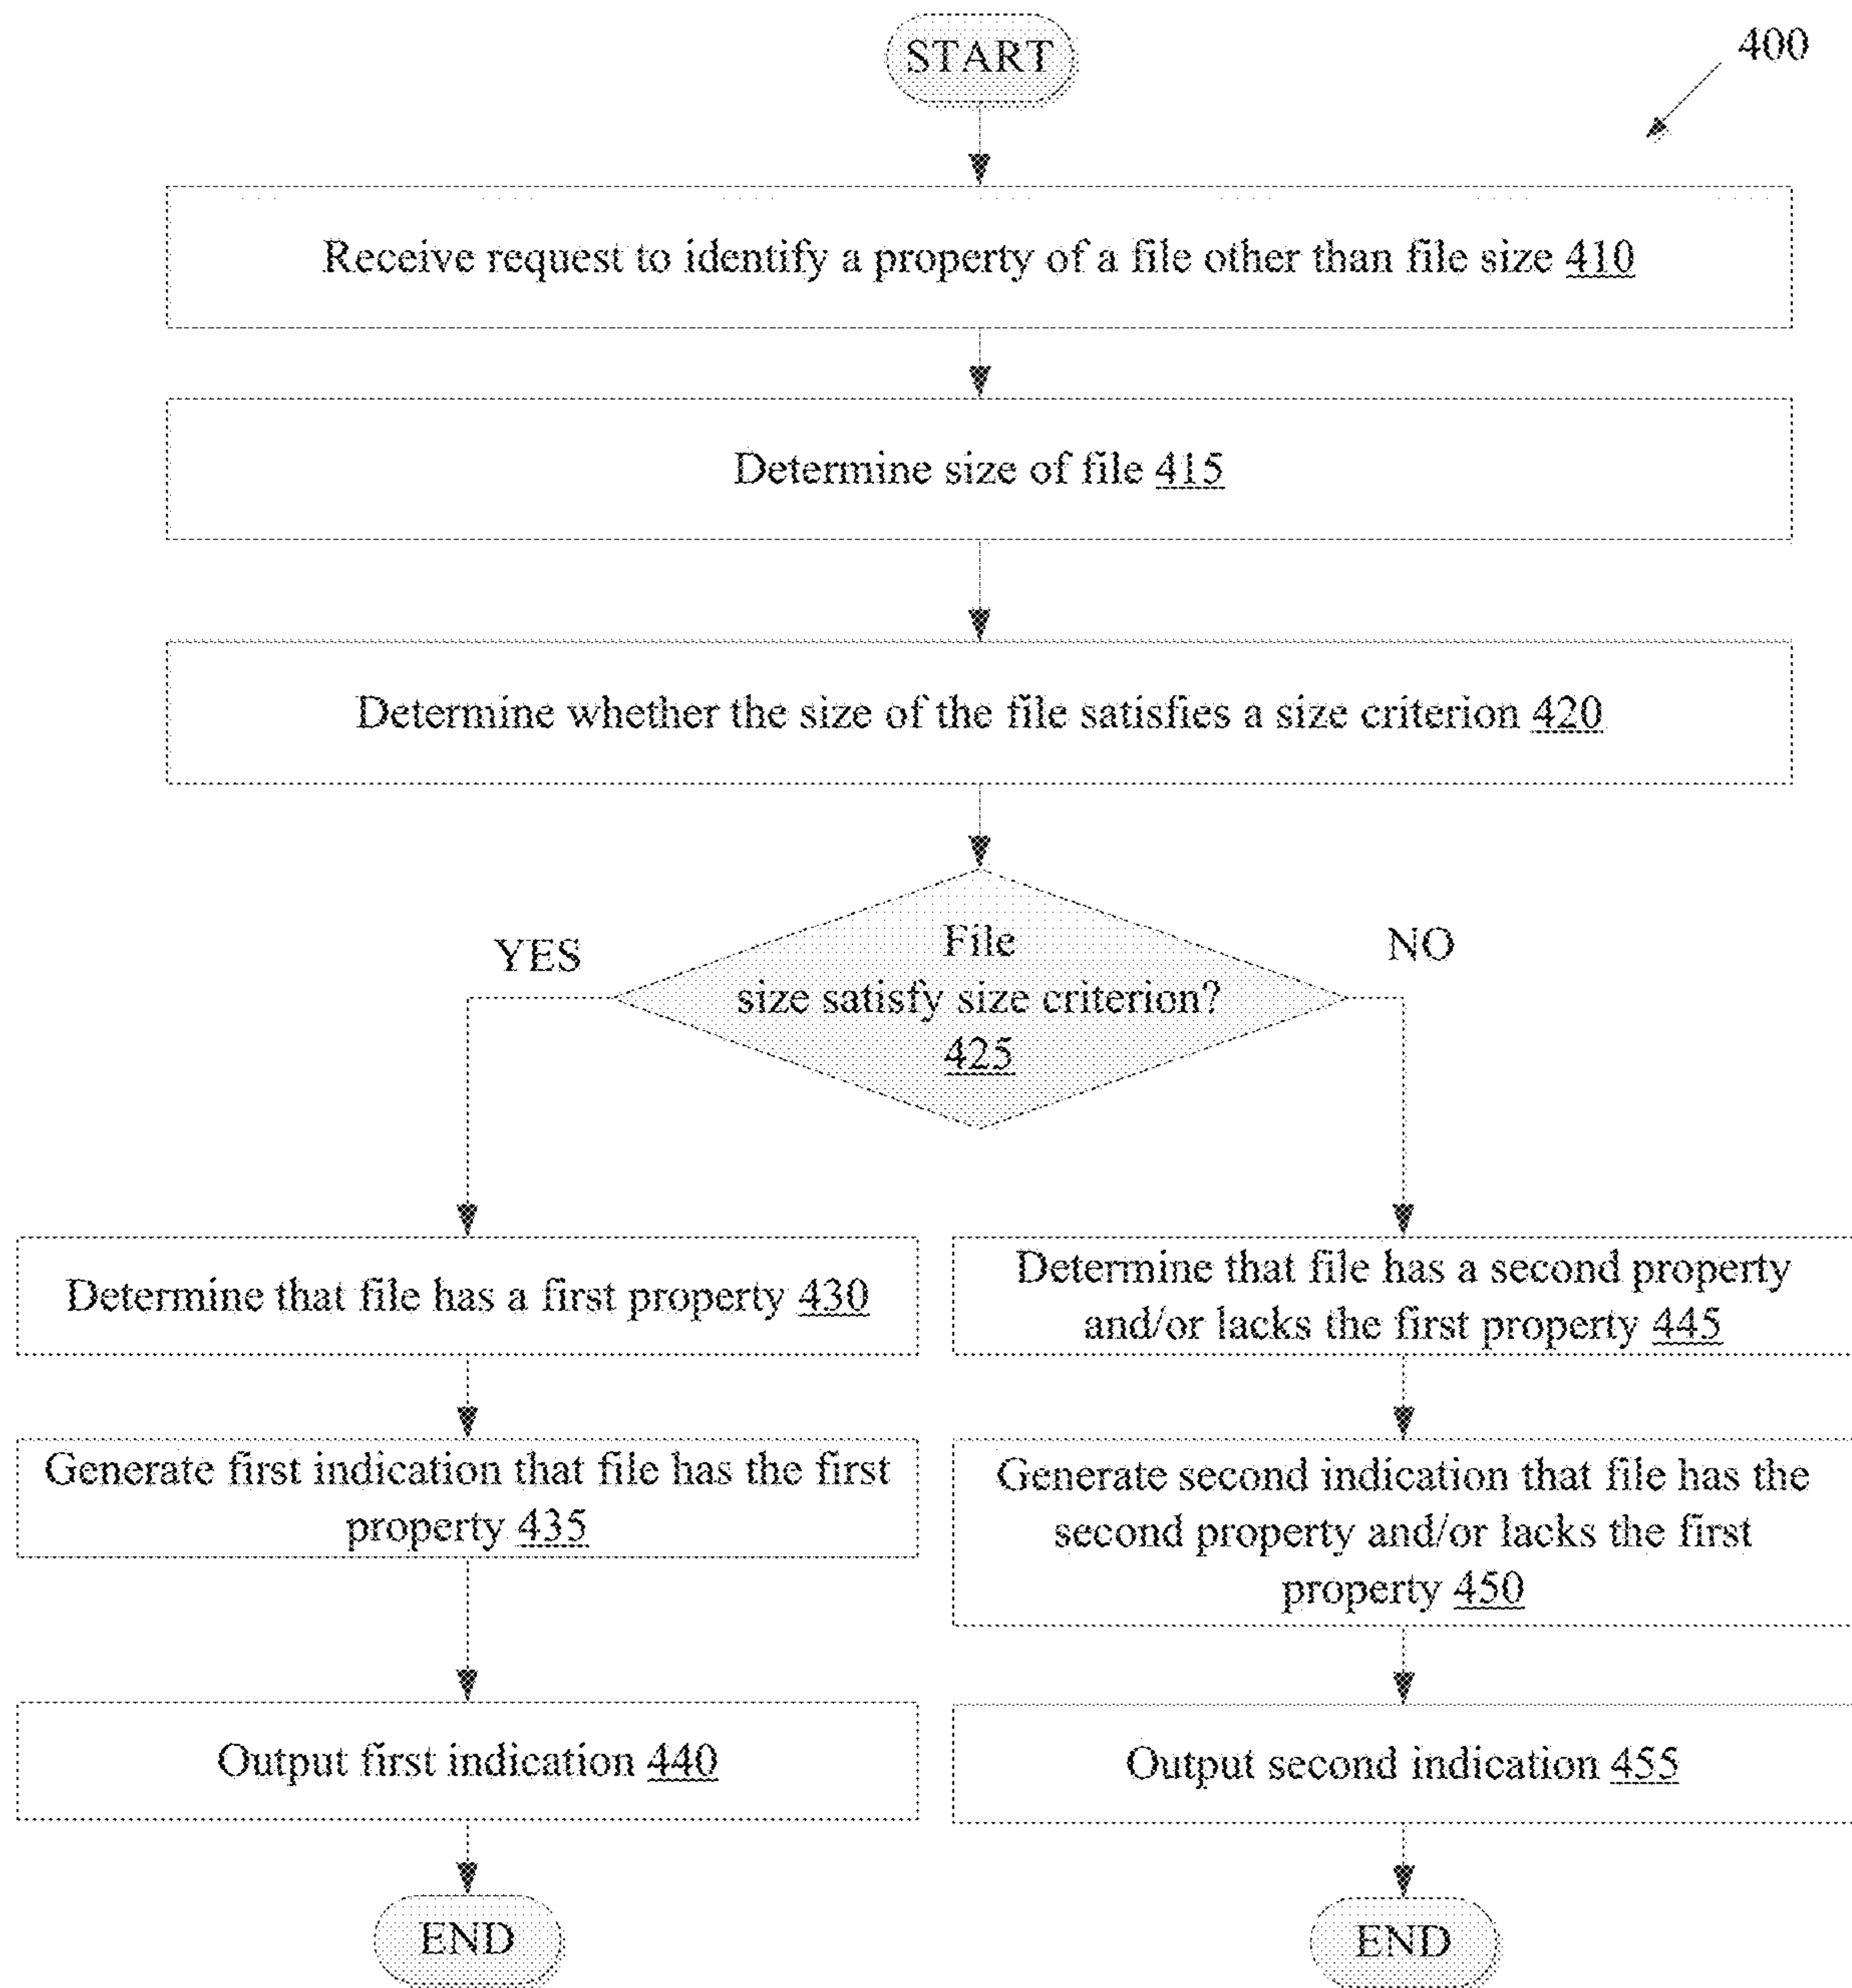 START
400
Receive request to identify a property of a file other than file size 410
Determine size of file 415
Determine whether the size of the file satisfies a size criterion 420
File
size satisfy size criterion?
425
YES
NO
Determine that file has a first property 430
Generate first indication that file has the first
property 435
Output first indication 440
END
Determine that file has a second property
and/or lacks the first property 445
Generate second indication that file has the
second property and/or lacks the first
property 450
Output second indication 455
END